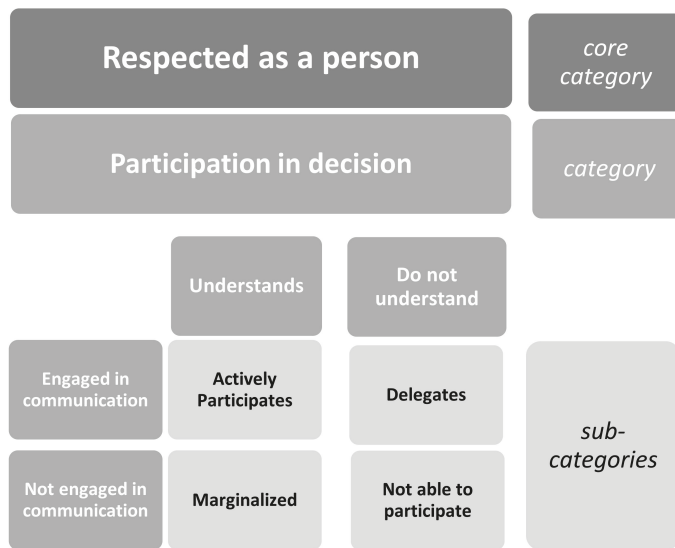 Respected as a person
core
category
Participation in decision
category
Understands
Do not
understand
Engaged in
communication
Actively
Participates
Delegates
sub-
categories
Not engaged in
communication
Marginalized
Not able to
participate